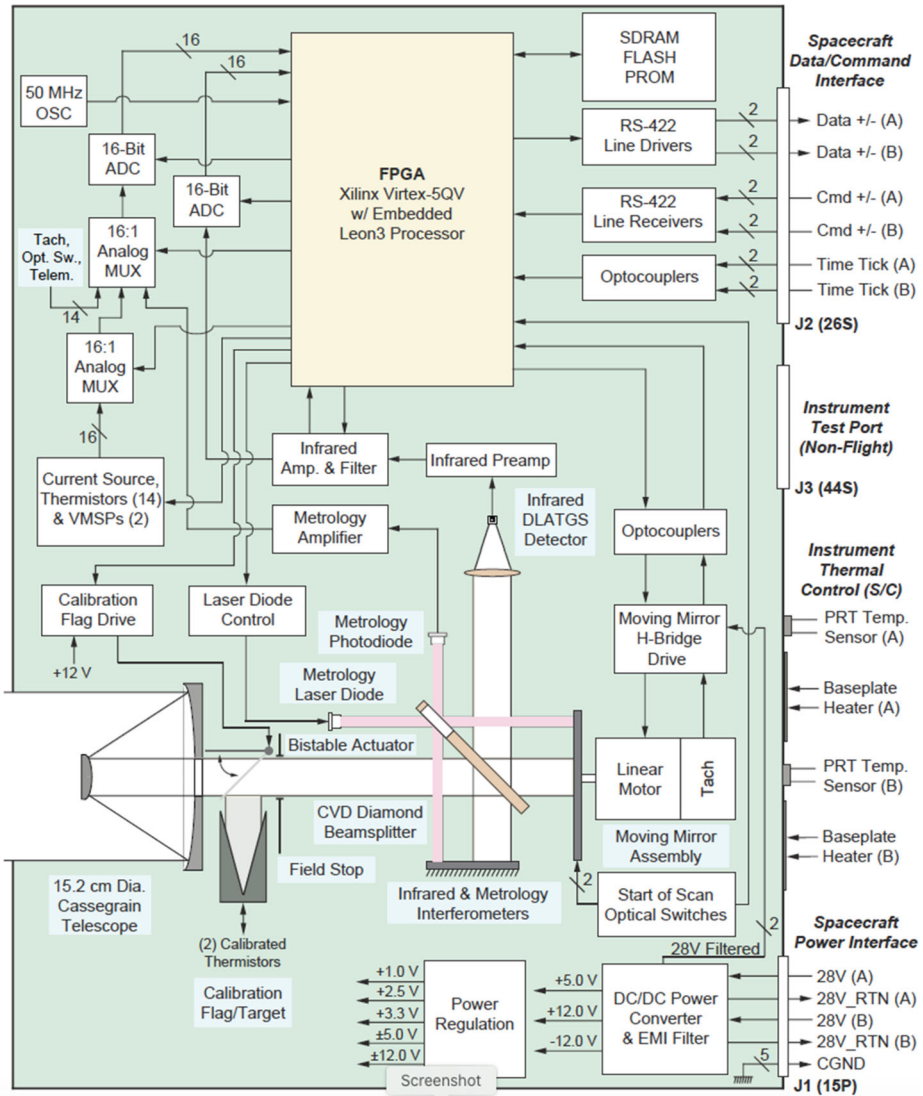 16
16
50 MHz
OSC
16-Bit
ADC
16-Bit
ADC
FPGA
Xilinx Virtex-5QV
w/ Embedded
Leon3 Processor
SDRAM
FLASH
PROM
RS-422
Line Drivers
RS-422
Line Receivers
Optocouplers
Spacecraft
Data/Command
Interface
2
Data +/- (A)
2
Data +/- (B)
2
Cmd +/- (A)
2
Cmd +/- (B)
2
Time Tick (A)
2
Time Tick (B)
J2 (26S)
Tach,
Opt. Sw.,
Telem.
14
16:1
Analog
MUX
16:1
Analog
MUX
16
Current Source,
Thermistors (14)
& VMSPs (2)
Infrared
Amp. & Filter
Infrared Preamp
Metrology
Amplifier
Infrared
DLATGS
Detector
Optocouplers
Instrument
Test Port
(Non-Flight)
J3 (44S)
Calibration
Flag Drive
+12 V
Laser Diode
Control
Metrology
Photodiode
Metrology
Laser Diode
Moving Mirror
H-Bridge
Drive
Instrument
Thermal
Control (S/C)
PRT Temp.
Sensor (A)
Baseplate
Heater (A)
PRT Temp.
Sensor (B)
Baseplate
Heater (B)
Bistable Actuator
CVD Diamond
Beamsplitter
Field Stop
Linear
Motor
Tach
Moving Mirror
Assembly
15.2 cm Dia.
Cassegrain
Telescope
Infrared & Metrology
Interferometers
2
Start of Scan
Optical Switches
(2) Calibrated
Thermistors
Calibration
Flag/Target
2
28V Filtered
Spacecraft
Power Interface
+1.0 V
+2.5 V
+3.3 V
±5.0 V
±12.0 V
Power
Regulation
+5.0 V
+12.0 V
-12.0 V
DC/DC Power
Converter
& EMI Filter
28V (A)
28V_RTN (A)
28V (B)
28V_RTN (B)
5
CGND
J1 (15P)
Screenshot